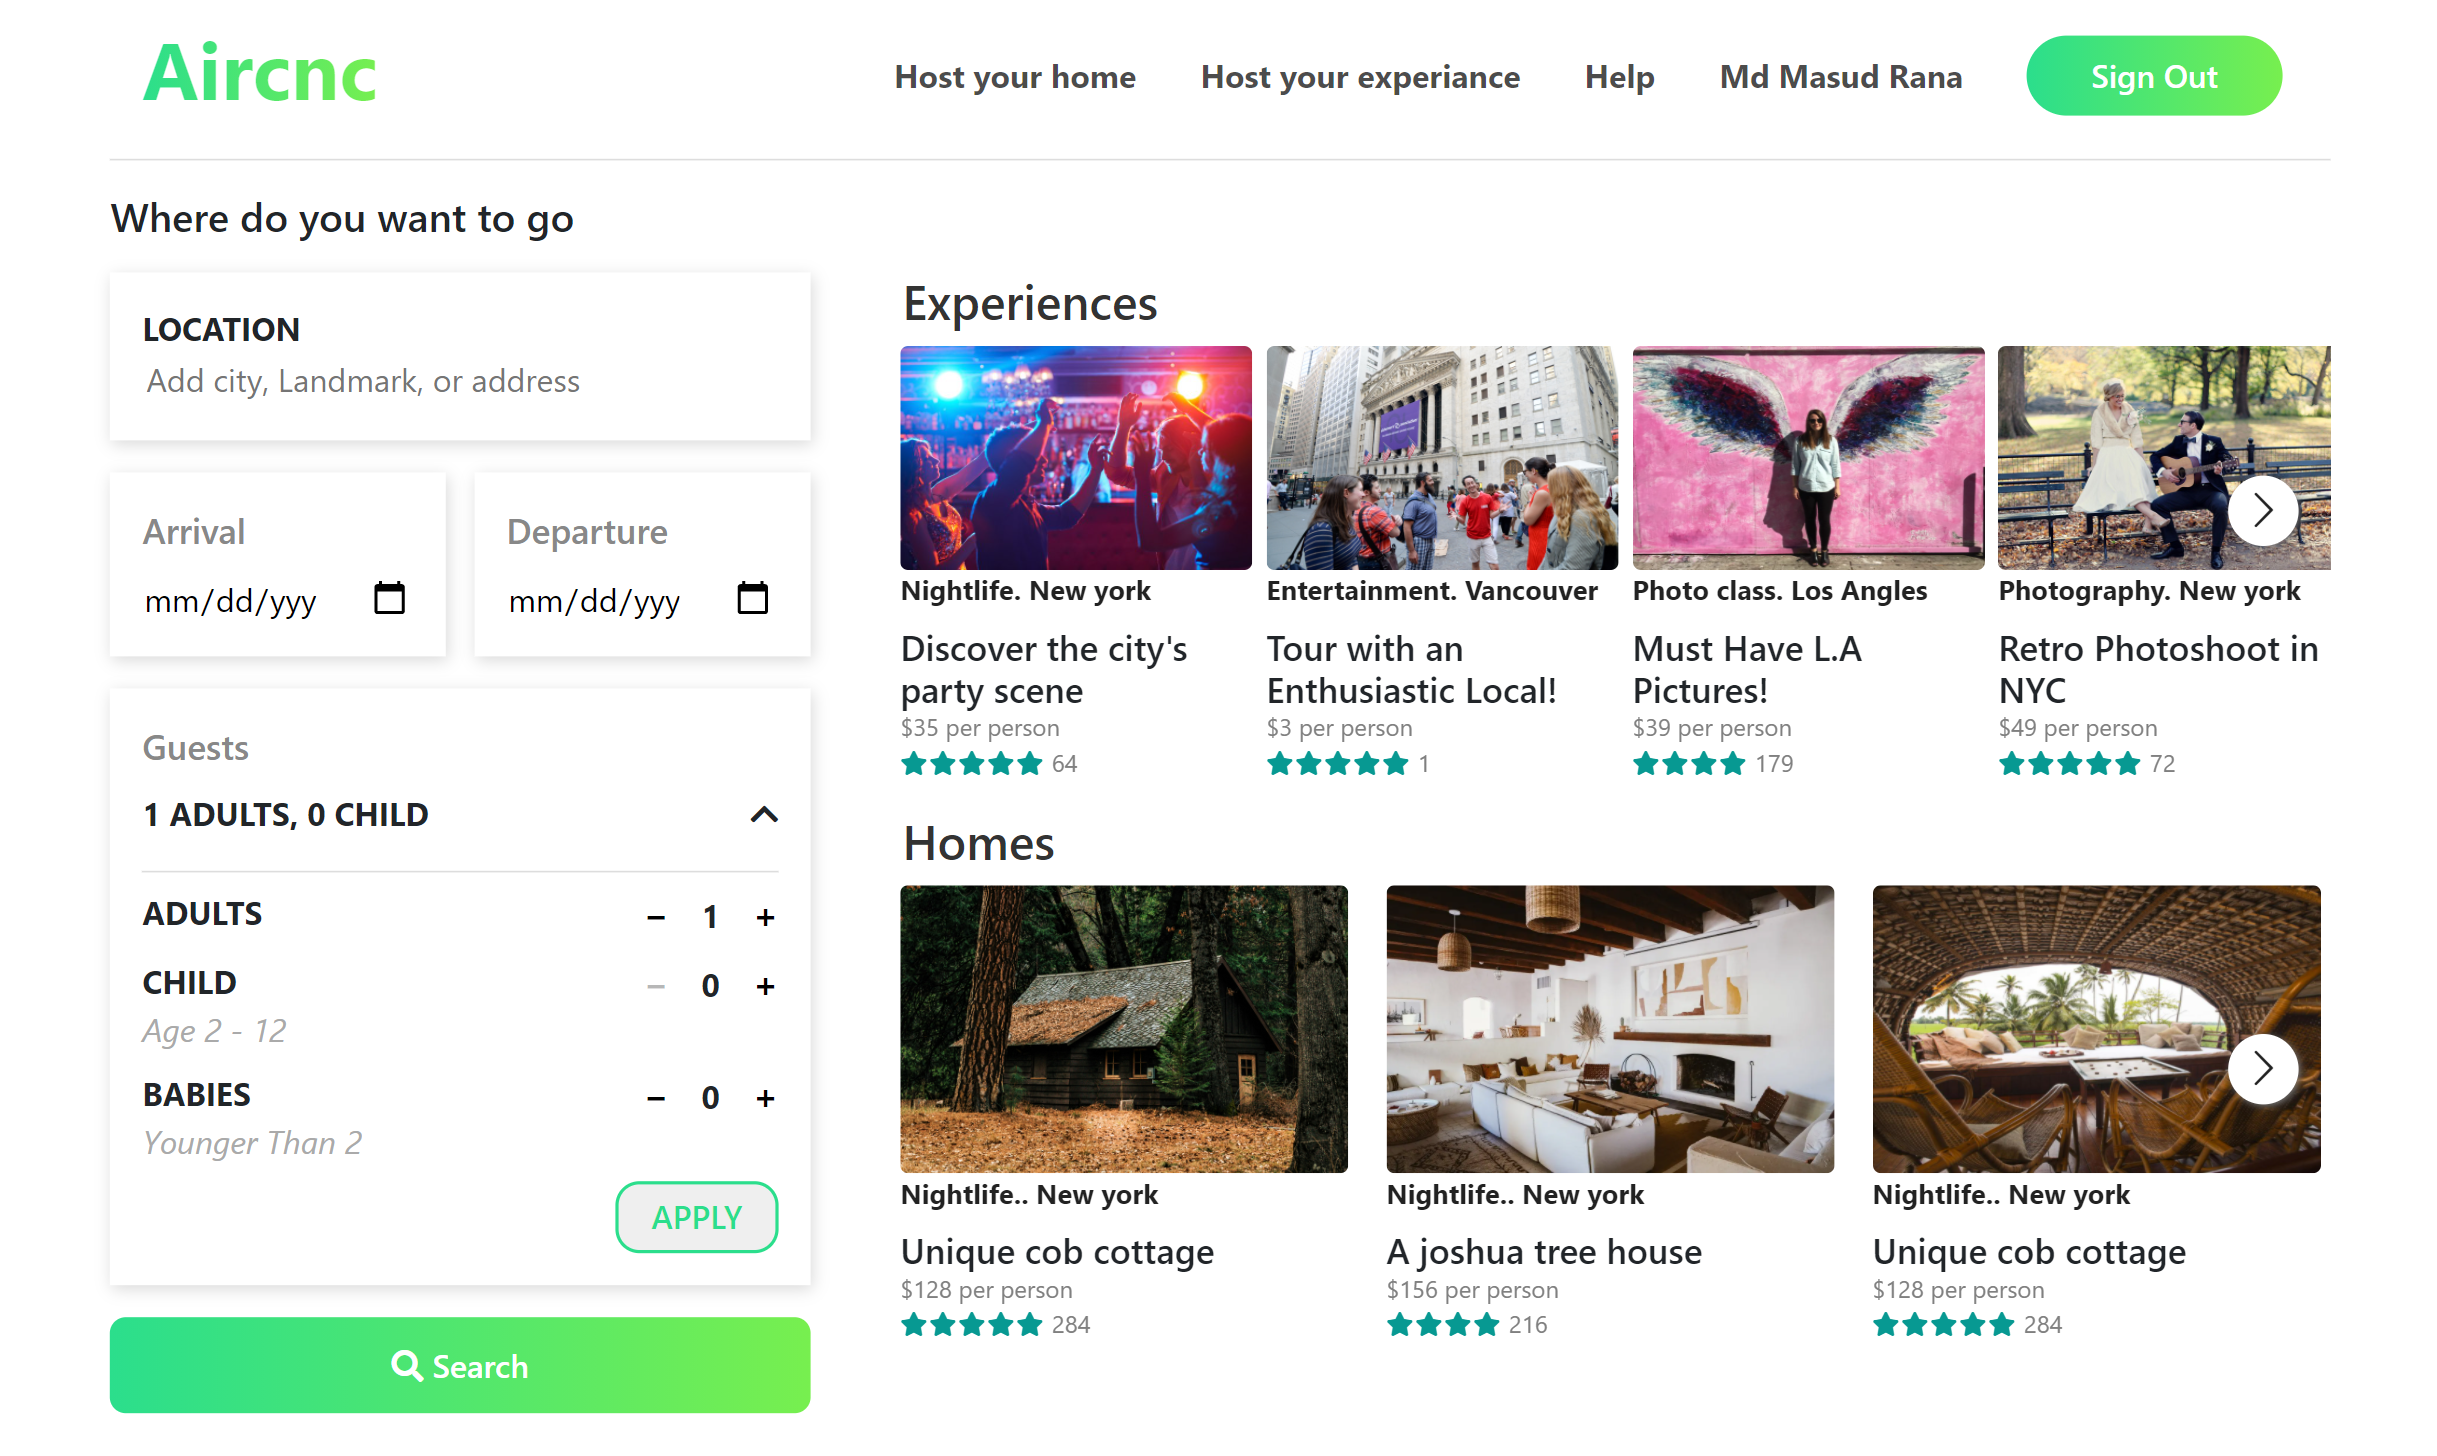 Aircnc
Host your home
Host your experiance
Help
Md Masud Rana
Sign Out
Where do you want to go
LOCATION
Add city, Landmark, or address
Arrival
mm/dd/yyy
Departure
mm/dd/yyy
Guests
1 ADULTS, 0 CHILD
ADULTS
− 1 +
CHILD
− 0 +
Age 2 - 12
BABIES
− 0 +
Younger Than 2
APPLY
Search
Experiences
Nightlife. New york
Discover the city's
party scene
$35 per person
64
Entertainment. Vancouver
Tour with an
Enthusiastic Local!
$3 per person
1
Photo class. Los Angles
Must Have L.A
Pictures!
$39 per person
179
Photography. New york
Retro Photoshoot in
NYC
$49 per person
72
Homes
Nightlife.. New york
Unique cob cottage
$128 per person
284
Nightlife.. New york
A joshua tree house
$156 per person
216
Nightlife.. New york
Unique cob cottage
$128 per person
284